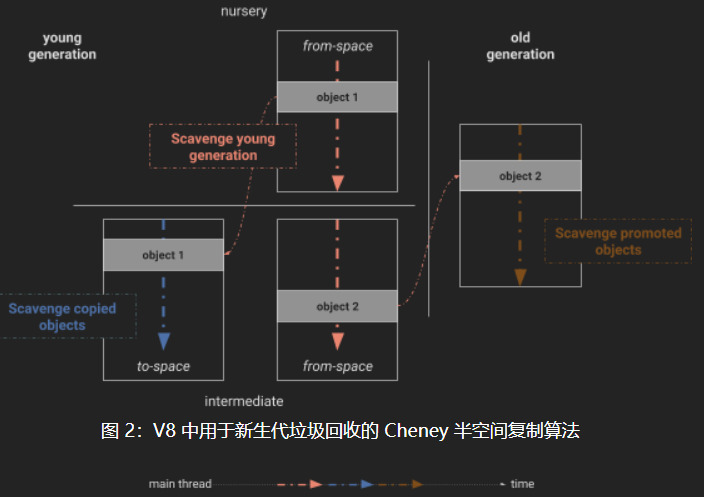 nursery
young
generation
from-space
old
generation
object 1
Scavenge young
generation
object 2
Scavenge promoted
objects
object 1
Scavenge copied
objects
object 2
to-space
from-space
intermediate
图 2：V8 中用于新生代垃圾回收的 Cheney 半空间复制算法
main thread
time